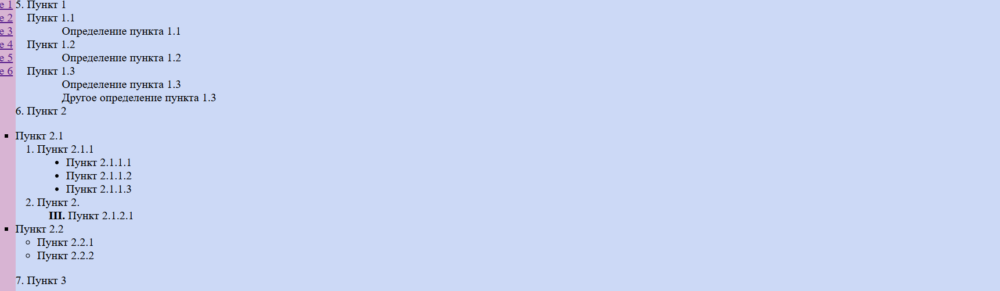 е 1 5. Пункт 1
е 2 Пункт 1.1
е 3 Определение пункта 1.1
е 4 Пункт 1.2
е 5 Определение пункта 1.2
е 6 Пункт 1.3
Определение пункта 1.3
Другое определение пункта 1.3
6. Пункт 2
▪ Пункт 2.1
1. Пункт 2.1.1
• Пункт 2.1.1.1
• Пункт 2.1.1.2
• Пункт 2.1.1.3
2. Пункт 2.
III. Пункт 2.1.2.1
▪ Пункт 2.2
◦ Пункт 2.2.1
◦ Пункт 2.2.2
7. Пункт 3